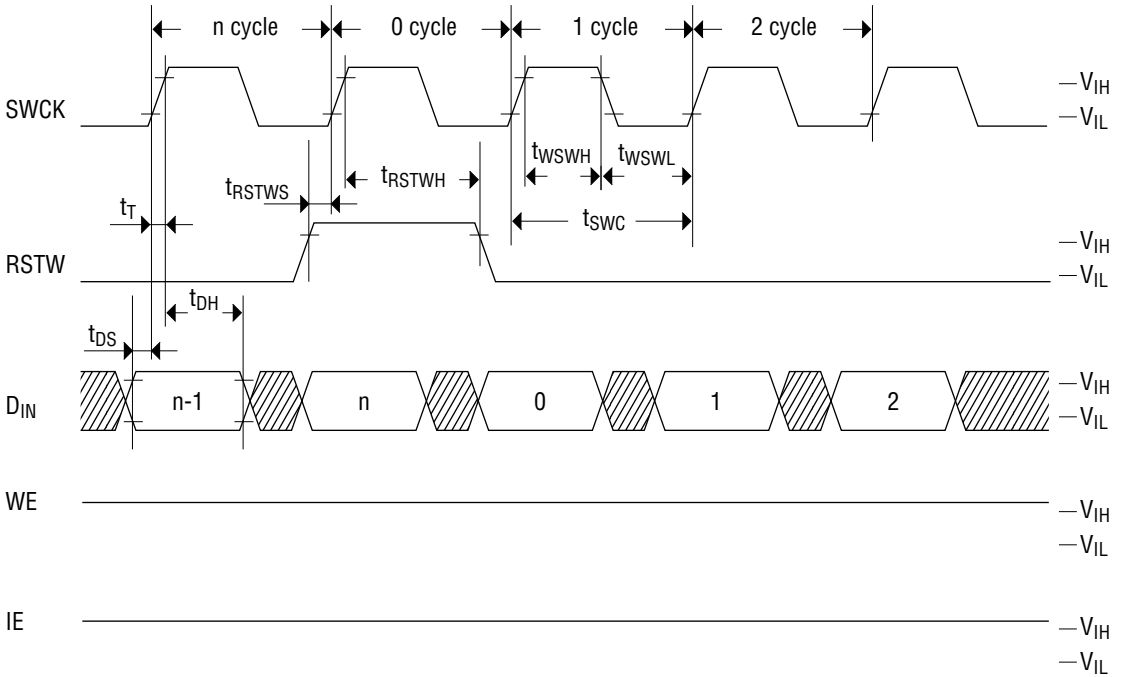 n cycle 0 cycle 1 cycle 2 cycle
SWCK
VIH
VIL
tWSWH tWSWL
tRSTWS tRSTWH
tT
tSWC
RSTW
VIH
VIL
tDH
tDS
DIN
n-1 n 0 1 2
VIH
VIL
WE
VIH
VIL
IE
VIH
VIL